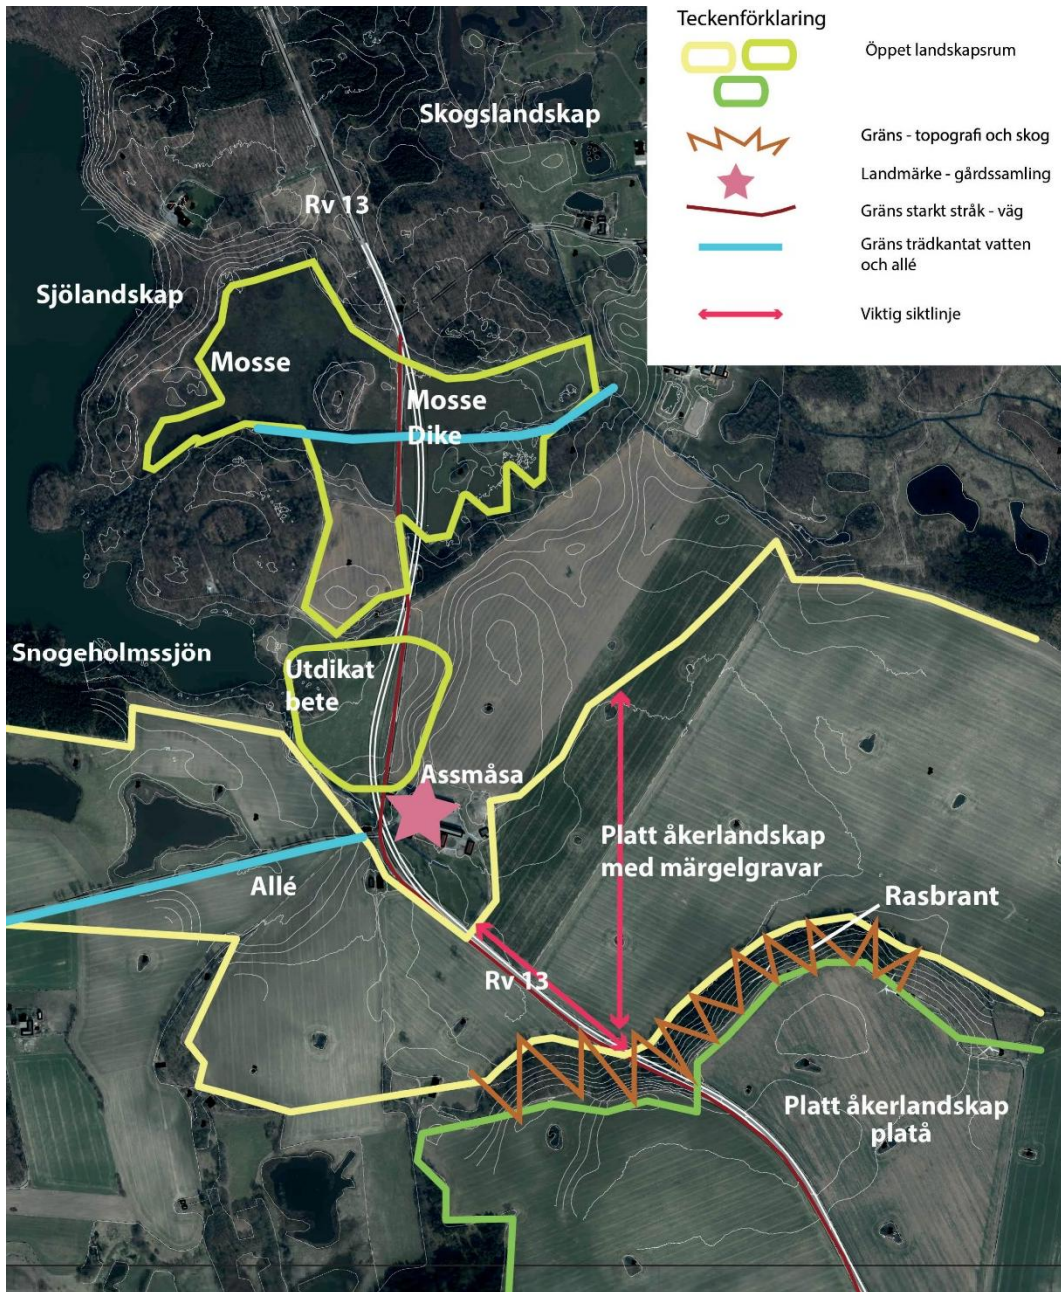 Teckenförklaring
Öppet landskapsrum
Gräns - topografi och skog
Landmärke - gårdssamling
Gräns starkt stråk - väg
Gräns trädkantat vatten
och allé
Viktig siktlinje
Skogslandskap
Rv 13
Sjölandskap
Mosse
Mosse
Dike
Snogeholmssjön
Utdikat
bete
Assmåsa
Platt åkerlandskap
med märgelgravar
Allé
Rasbrant
Rv 13
Platt åkerlandskap
platå